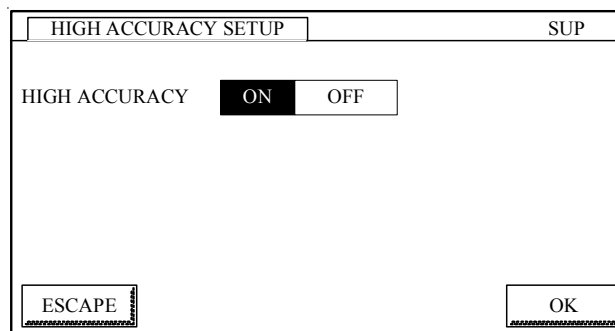 HIGH ACCURACY SETUP SUP
HIGH ACCURACY ON OFF
ESCAPE OK